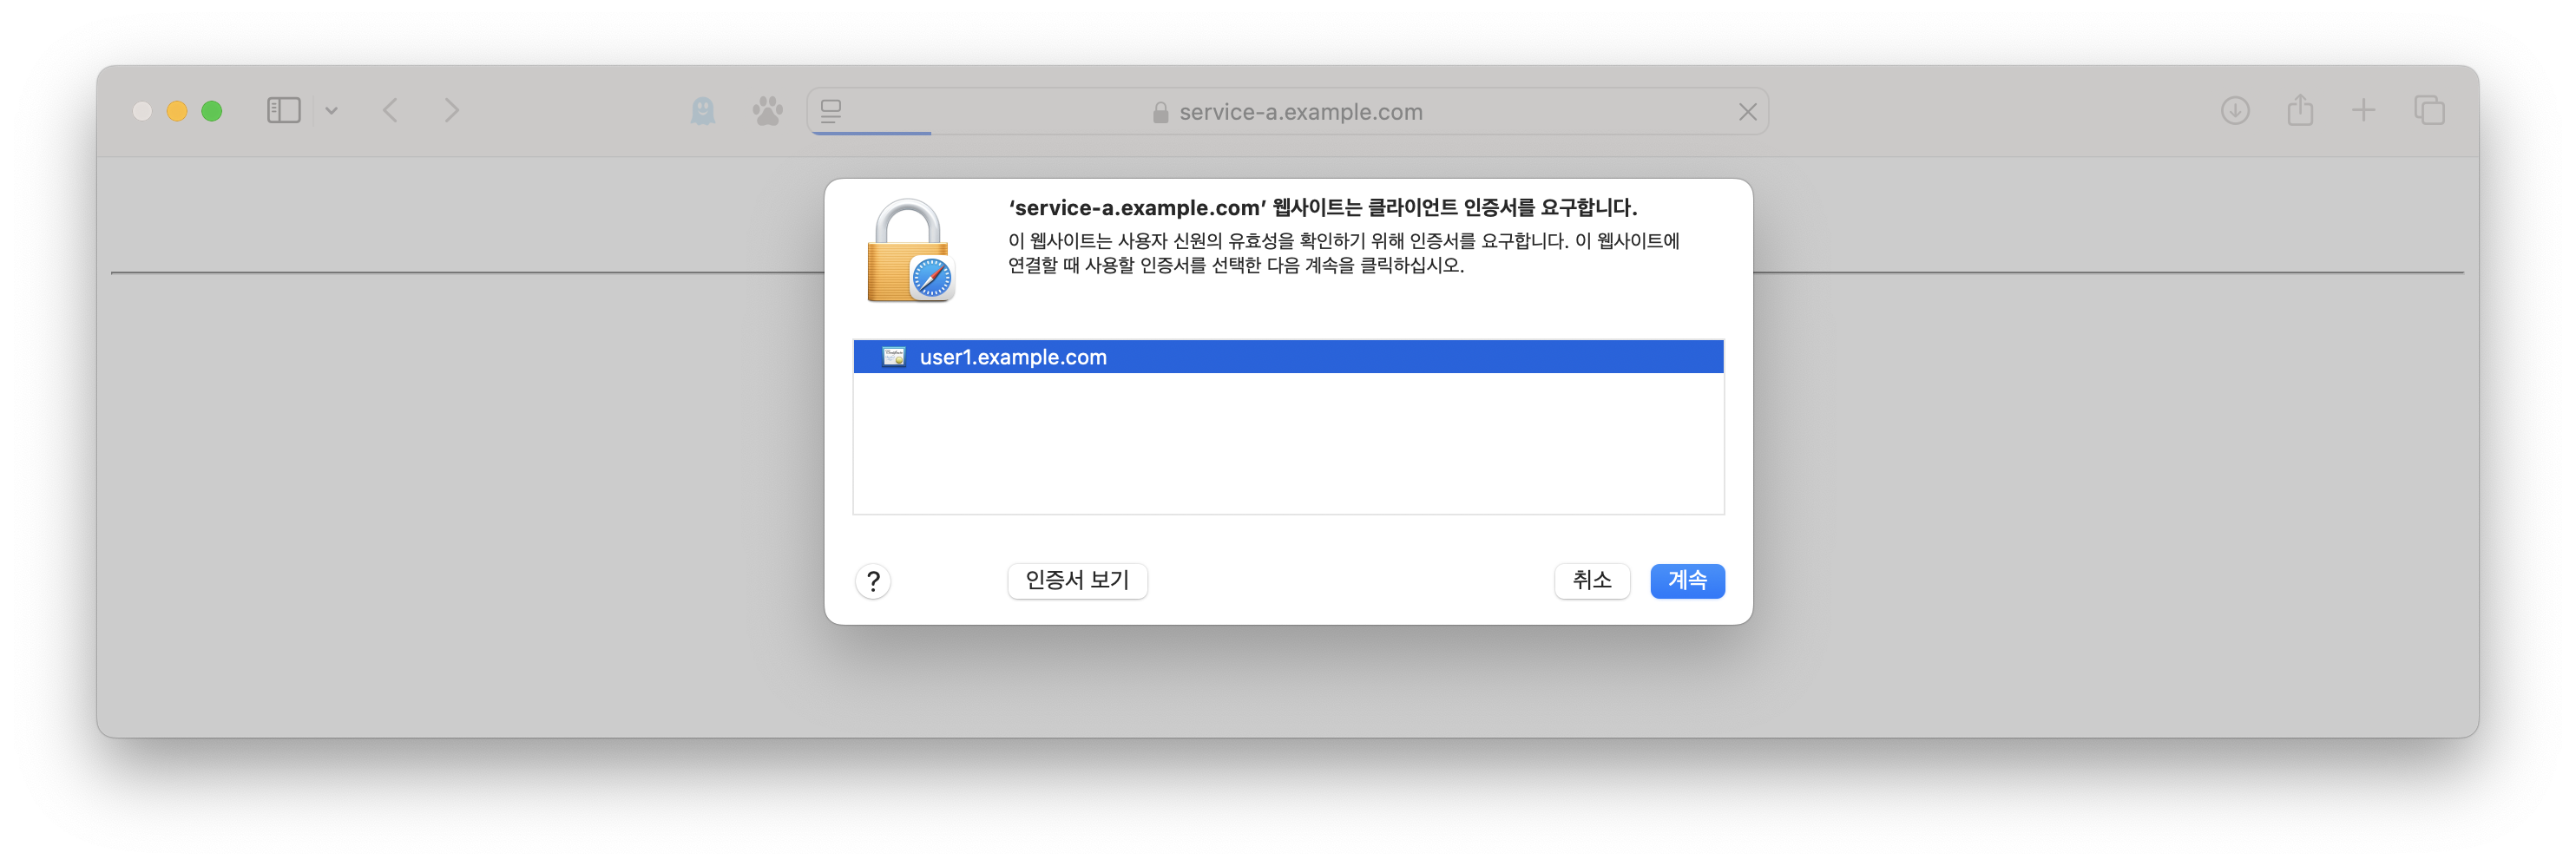 service-a.example.com
‘service-a.example.com’ 웹사이트는 클라이언트 인증서를 요구합니다.
이 웹사이트는 사용자 신원의 유효성을 확인하기 위해 인증서를 요구합니다. 이 웹사이트에
연결할 때 사용할 인증서를 선택한 다음 계속을 클릭하십시오.
user1.example.com
?
인증서 보기
취소
계속